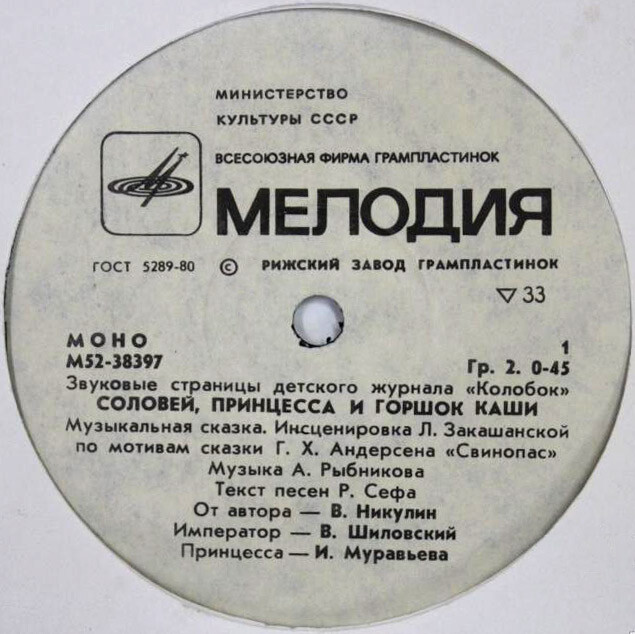 МИНИСТЕРСТВО
КУЛЬТУРЫ СССР
ВСЕСОЮЗНАЯ ФИРМА ГРАМПЛАСТИНОК
МЕЛОДИЯ
ГОСТ 5289-80 © РИЖСКИЙ ЗАВОД ГРАМПЛАСТИНОК
▽ 33
МОНО 1
М52-38397 Гр. 2. 0-45
Звуковые страницы детского журнала «Колобок»
СОЛОВЕЙ, ПРИНЦЕССА И ГОРШОК КАШИ
Музыкальная сказка. Инсценировка Л. Закашанской
по мотивам сказки Г. Х. Андерсена «Свинопас»
Музыка А. Рыбникова
Текст песен Р. Сефа
От автора — В. Никулин
Император — В. Шиловский
Принцесса — И. Муравьева